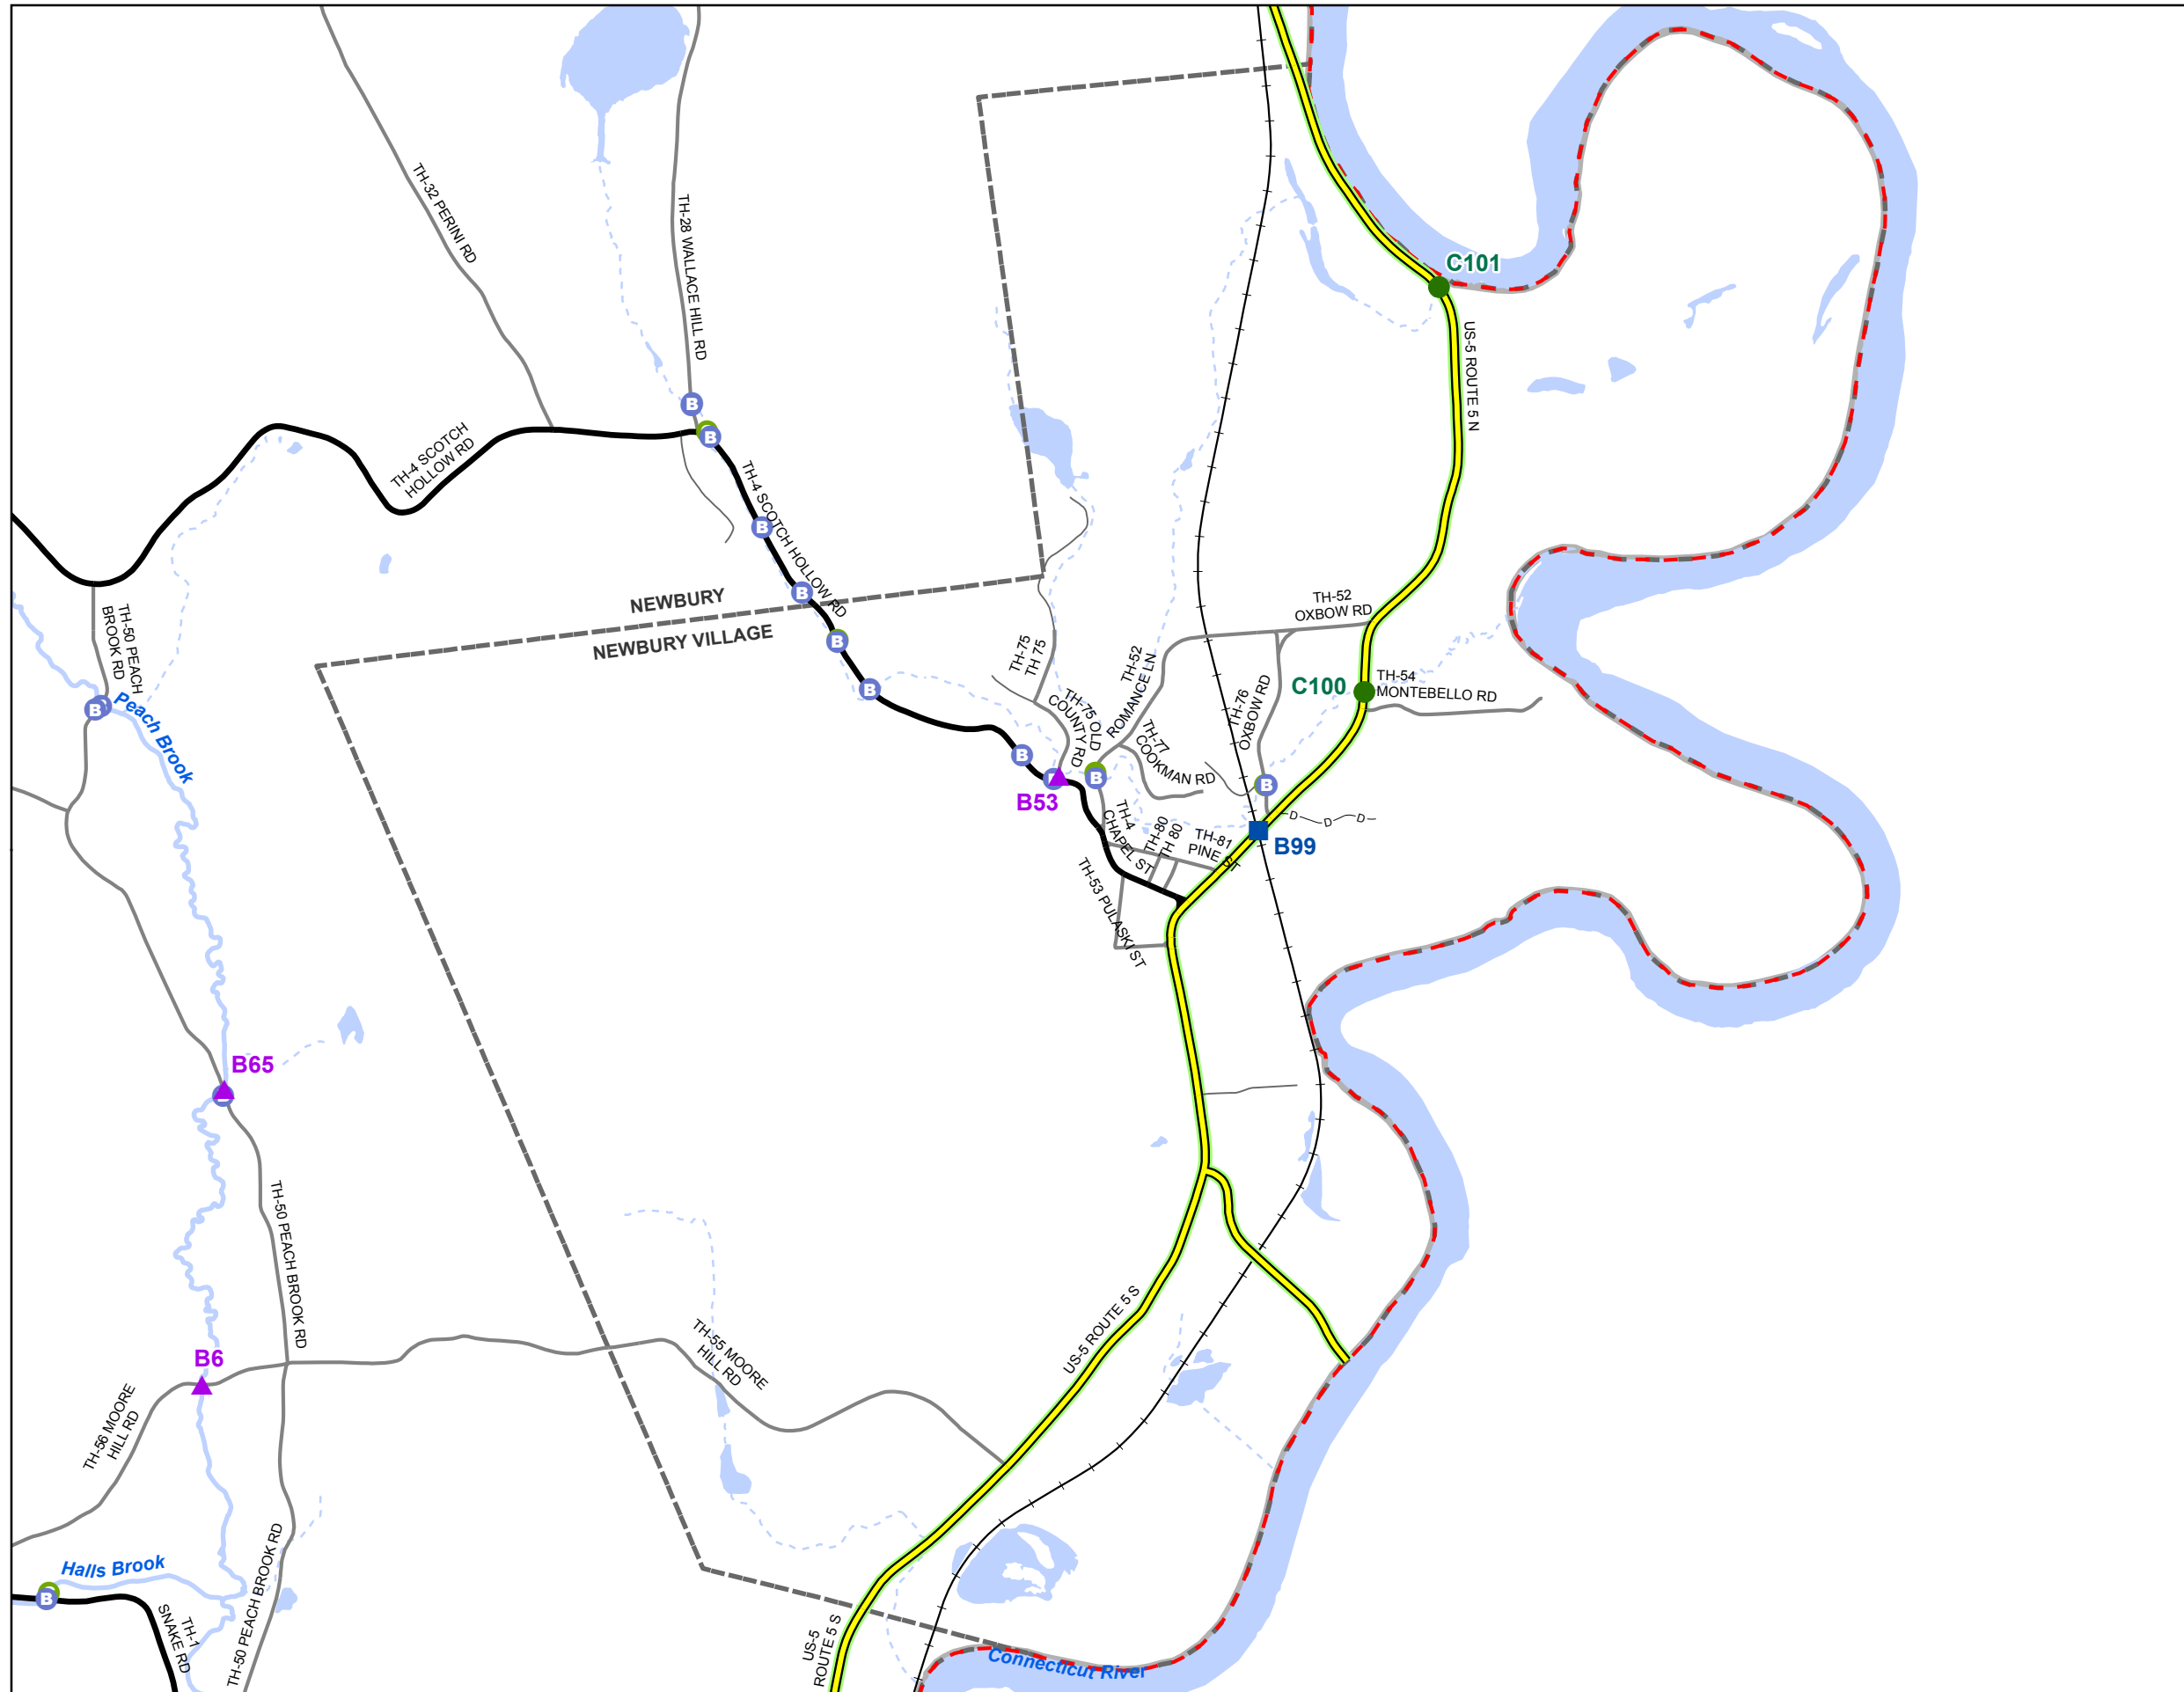 TH-32 PERINI RD
TH-28 WALLACE HILL RD
C101
US-5 ROUTE 5 N
B
B
TH-4 SCOTCH
HOLLOW RD
TH-4 SCOTCH HOLLOW RD
B
B
NEWBURY
NEWBURY VILLAGE
B
B
TH-50 PEACH
BROOK RD
B
Peach Brook
TH-52
OXBOW RD
TH-75
TH 75
TH-52
ROMANCE LN
TH-75 OLD
COUNTY RD
TH-76
OXBOW RD
C100
TH-54
MONTEBELLO RD
TH-77
COOKMAN RD
B
B
B
B53
D
D
D
B99
TH-4
CHAPEL ST
TH-80
TH 80
TH-81
PINE ST
TH-53 PULASKI ST
B65
TH-50 PEACH BROOK RD
B6
TH-56 MOORE
HILL RD
TH-55 MOORE
HILL RD
US-5 ROUTE 5 S
Halls Brook
B
TH-1
SNAKE RD
TH-50 PEACH BROOK RD
US-5
ROUTE 5 S
Connecticut River